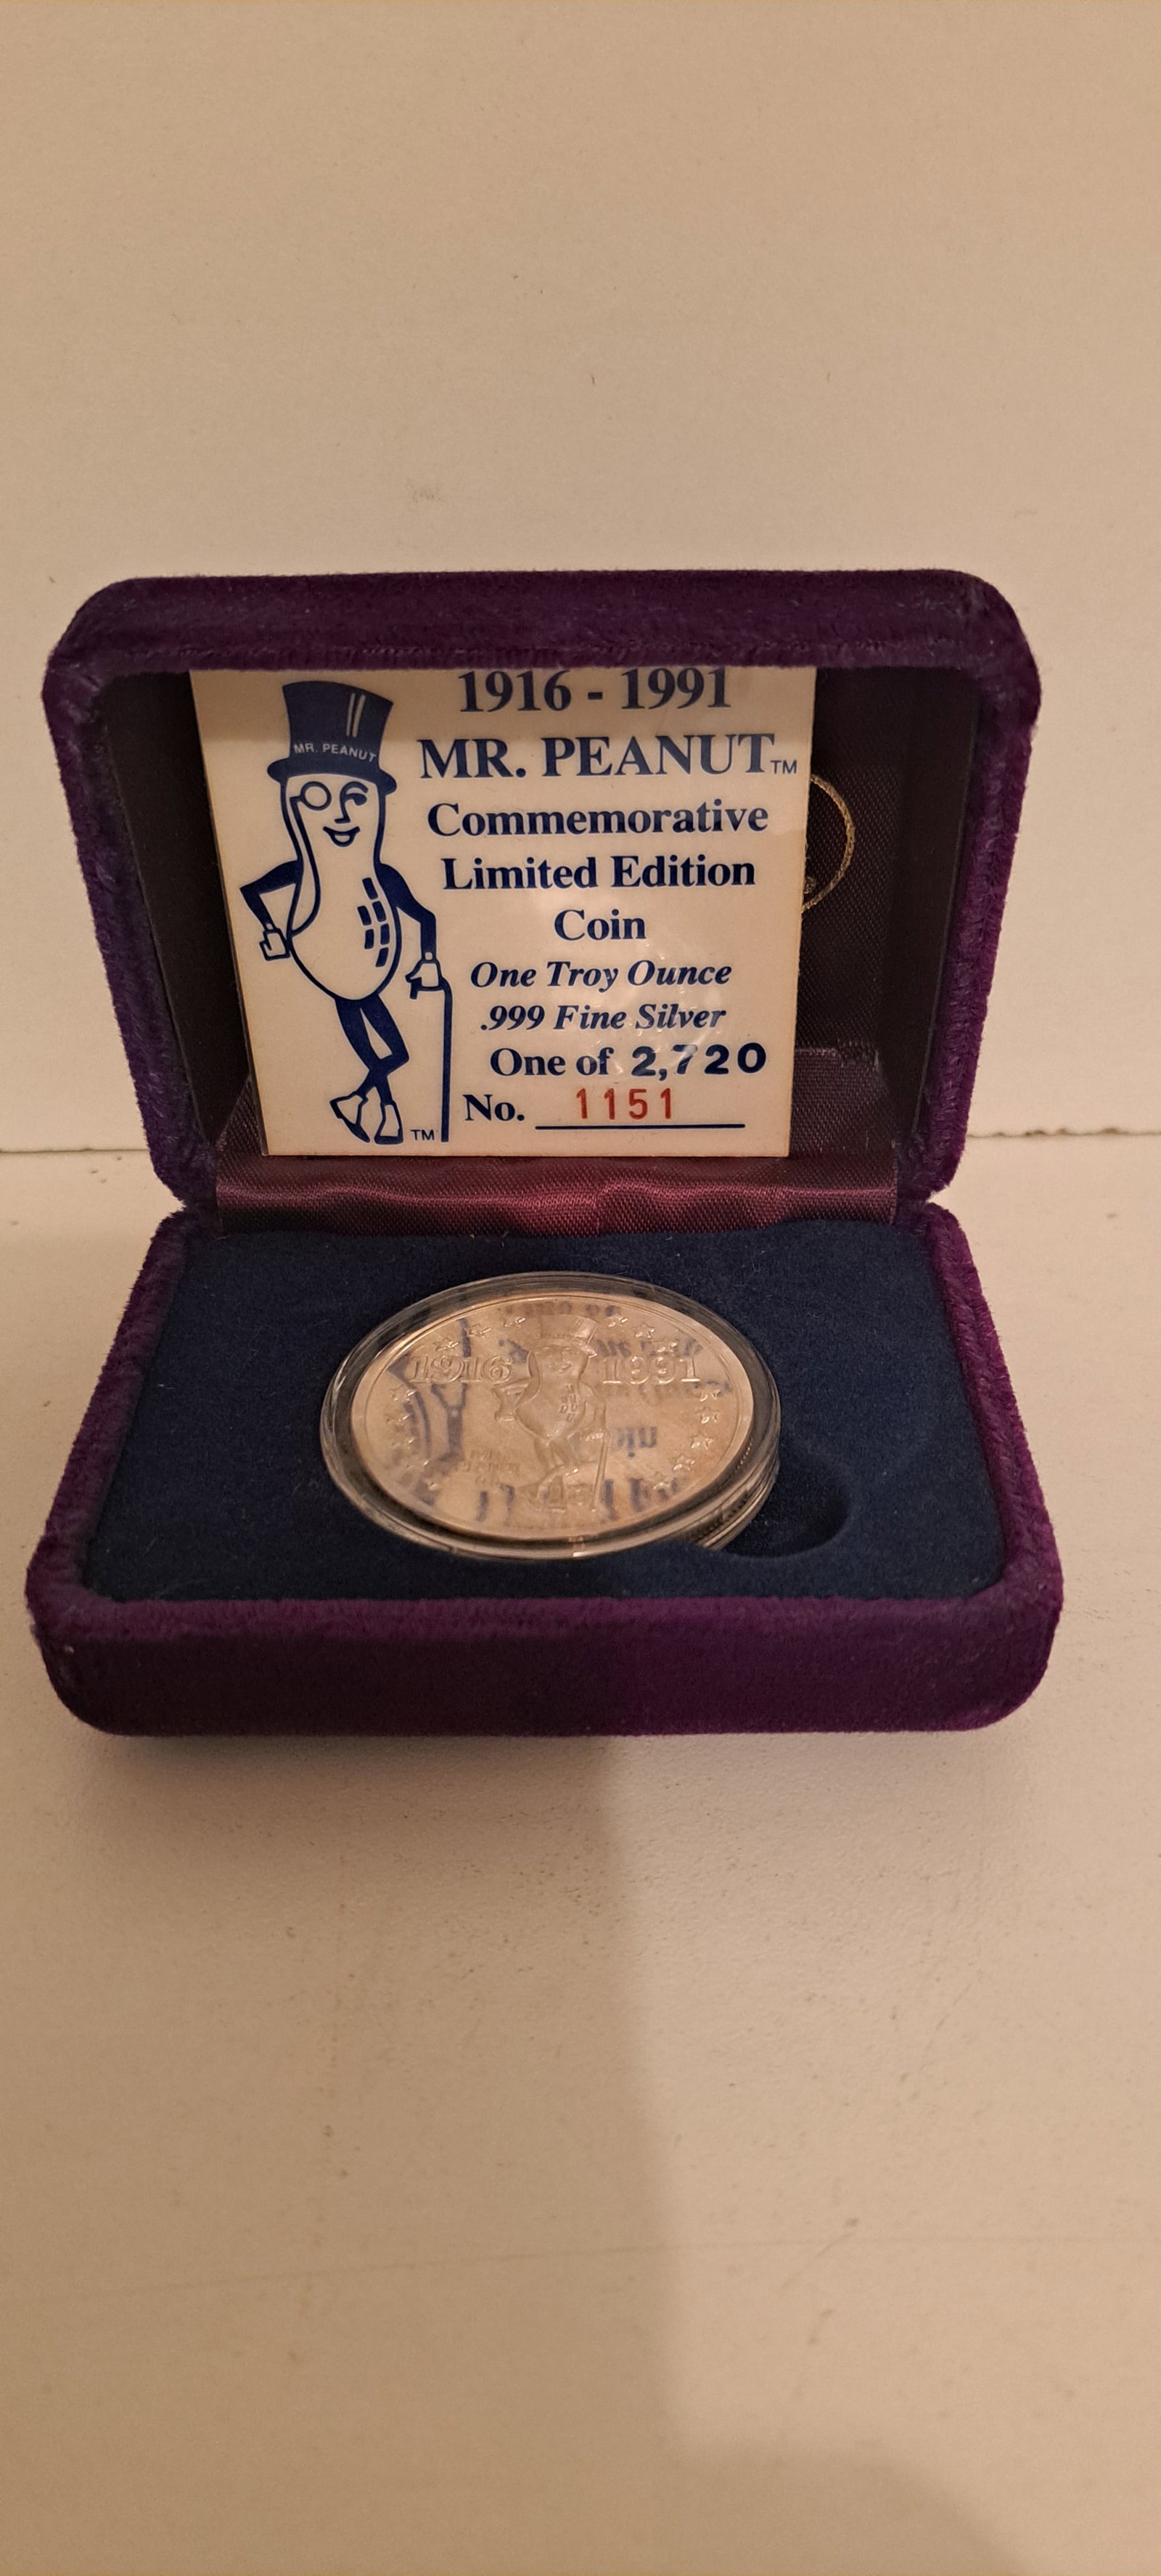 1916 - 1991
MR. PEANUT
MR. PEANUT™
Commemorative
Limited Edition
Coin
One Troy Ounce
.999 Fine Silver
One of 2,720
No. 1151
™
1916 1991